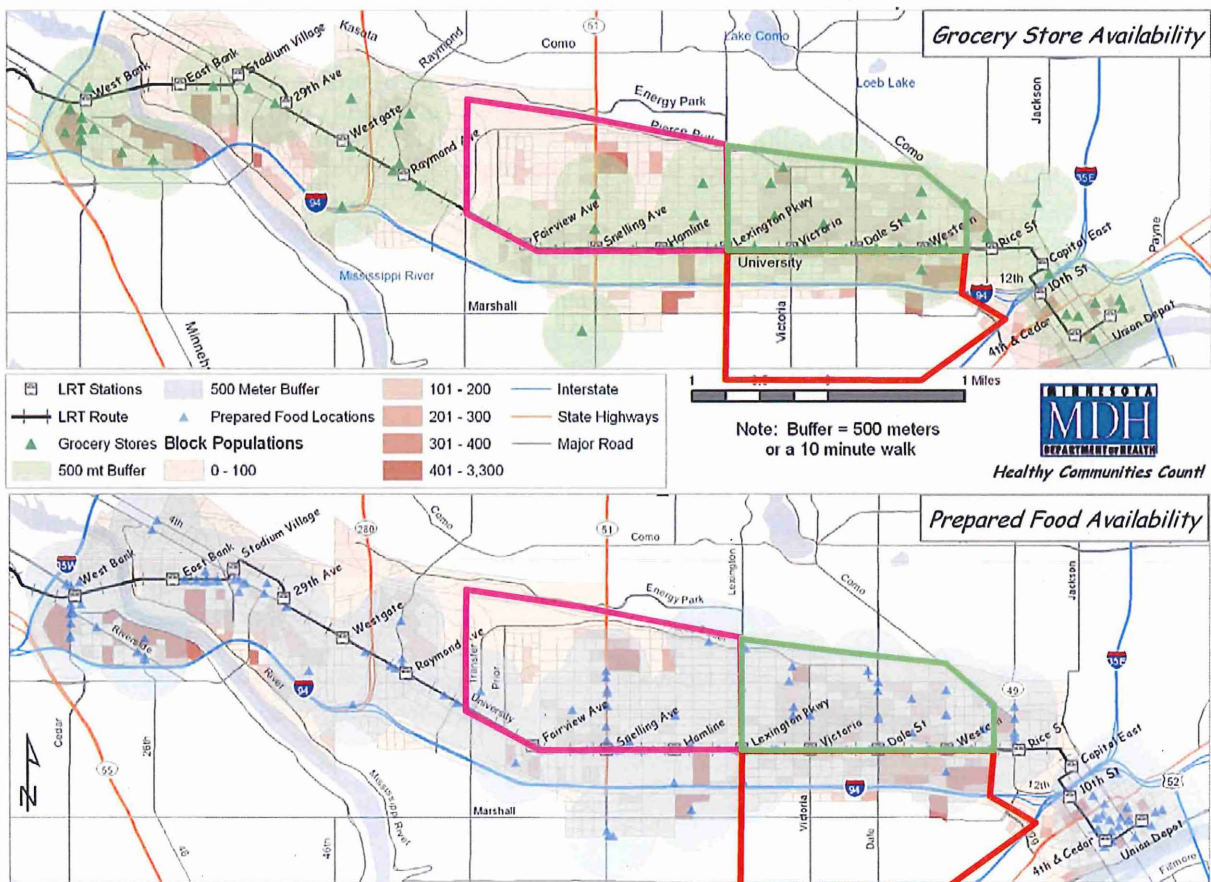 Grocery Store Availability
Kasota
51
Como
Lake Como
Loeb Lake
Jackson
Raymond
Stadium Village
East Bank
West Bank
29th Ave
Westgate
Raymond Ave
Energy Park
Como
35E
94
Fairview Ave
Snelling Ave
Hamline
Lexington Pkwy
Victoria
Dale St
Western
Rice St
Capital East
Payne
University
12th
10th St
94
Mississippi River
Marshall
Victoria
4th & Cedar
Union Depot
LRT Stations
LRT Route
Grocery Stores
500 mt Buffer
500 Meter Buffer
Prepared Food Locations
Block Populations
0 - 100
101 - 200
201 - 300
301 - 400
401 - 3,300
Interstate
State Highways
Major Road
1
1 Miles
Note: Buffer = 500 meters
or a 10 minute walk
MINNESOTA
MDH
DEPARTMENT OF HEALTH
Healthy Communities Count!
Prepared Food Availability
4th
280
51
Como
Lexington
Jackson
Stadium Village
East Bank
West Bank
35W
29th Ave
Westgate
Raymond Ave
Energy Park
Como
35E
Riverside
River
94
Transfer
Prior
University
49
Fairview Ave
Snelling Ave
Hamline
Lexington Pkwy
Victoria
Dale St
Western
Rice St
Capital East
Cedar
26th
55
N
Mississippi River
Marshall
94
12th
10th St
52
46
46th
Victoria
Dale
4th & Cedar
Union Depot
Fillmore